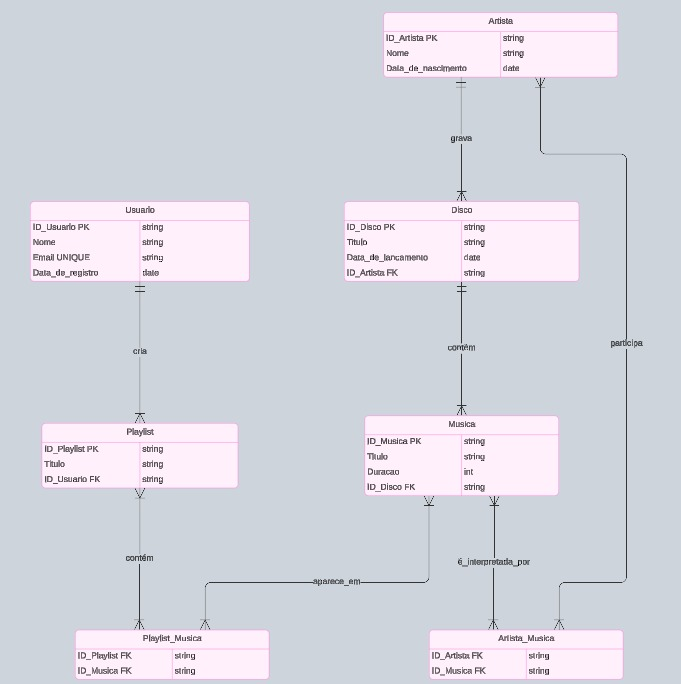 Artista
ID_Artista PK string
Nome string
Data_de_nascimento date
grava
Usuario
ID_Usuario PK string
Nome string
Email UNIQUE string
Data_de_registro date
Disco
ID_Disco PK string
Titulo string
Data_de_lancamento date
ID_Artista FK string
cria
contém
participa
Playlist
ID_Playlist PK string
Titulo string
ID_Usuario FK string
Musica
ID_Musica PK string
Titulo string
Duracao int
ID_Disco FK string
contém
é_interpretada_por
aparece_em
Playlist_Musica
ID_Playlist FK string
ID_Musica FK string
Artista_Musica
ID_Artista FK string
ID_Musica FK string